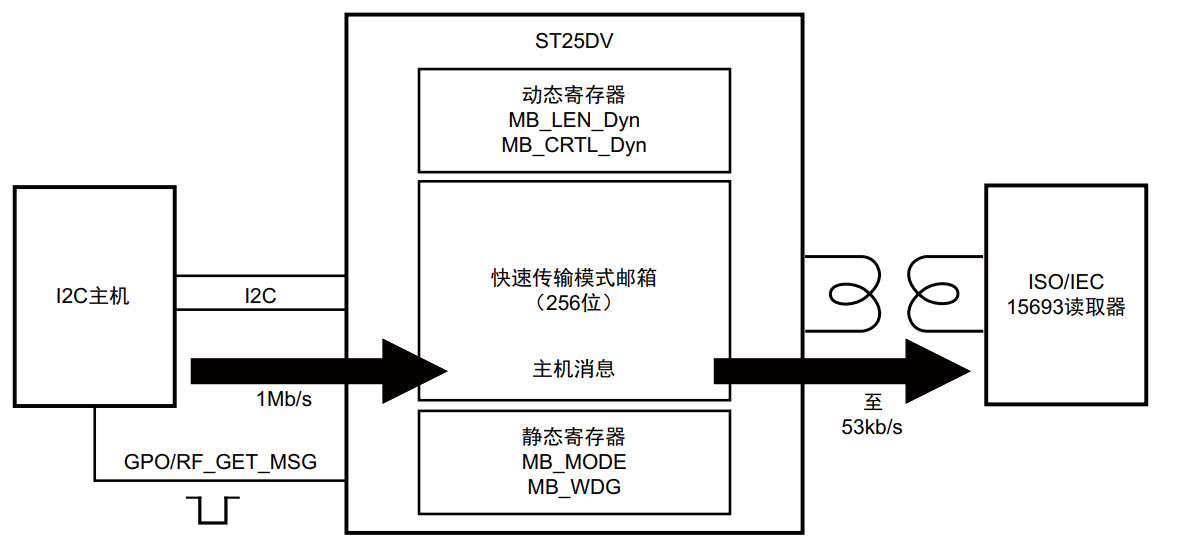 ST25DV
动态寄存器
MB_LEN_Dyn
MB_CRTL_Dyn
I2C主机
I2C
快速传输模式邮箱
（256位）
主机消息
ISO/IEC
15693读取器
1Mb/s
至
53kb/s
静态寄存器
MB_MODE
MB_WDG
GPO/RF_GET_MSG